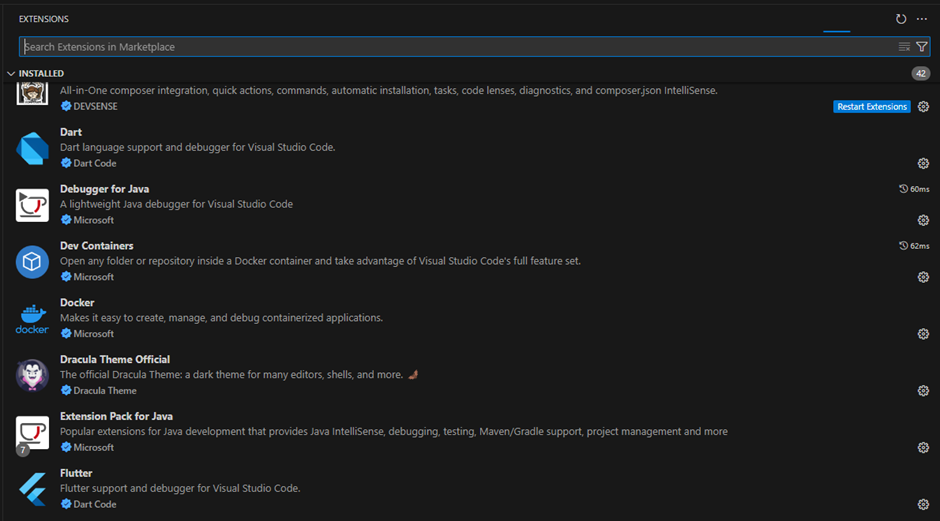 EXTENSIONS
Search Extensions in Marketplace
INSTALLED
42
All-in-One composer integration, quick actions, commands, automatic installation, tasks, code lenses, diagnostics, and composer.json IntelliSense.
DEVSENSE
Restart Extensions
Dart
Dart language support and debugger for Visual Studio Code.
Dart Code
Debugger for Java
60ms
A lightweight Java debugger for Visual Studio Code
Microsoft
Dev Containers
62ms
Open any folder or repository inside a Docker container and take advantage of Visual Studio Code's full feature set.
Microsoft
Docker
Makes it easy to create, manage, and debug containerized applications.
docker
Microsoft
Dracula Theme Official
The official Dracula Theme: a dark theme for many editors, shells, and more.
Dracula Theme
Extension Pack for Java
Popular extensions for Java development that provides Java IntelliSense, debugging, testing, Maven/Gradle support, project management and more
7
Microsoft
Flutter
Flutter support and debugger for Visual Studio Code.
Dart Code